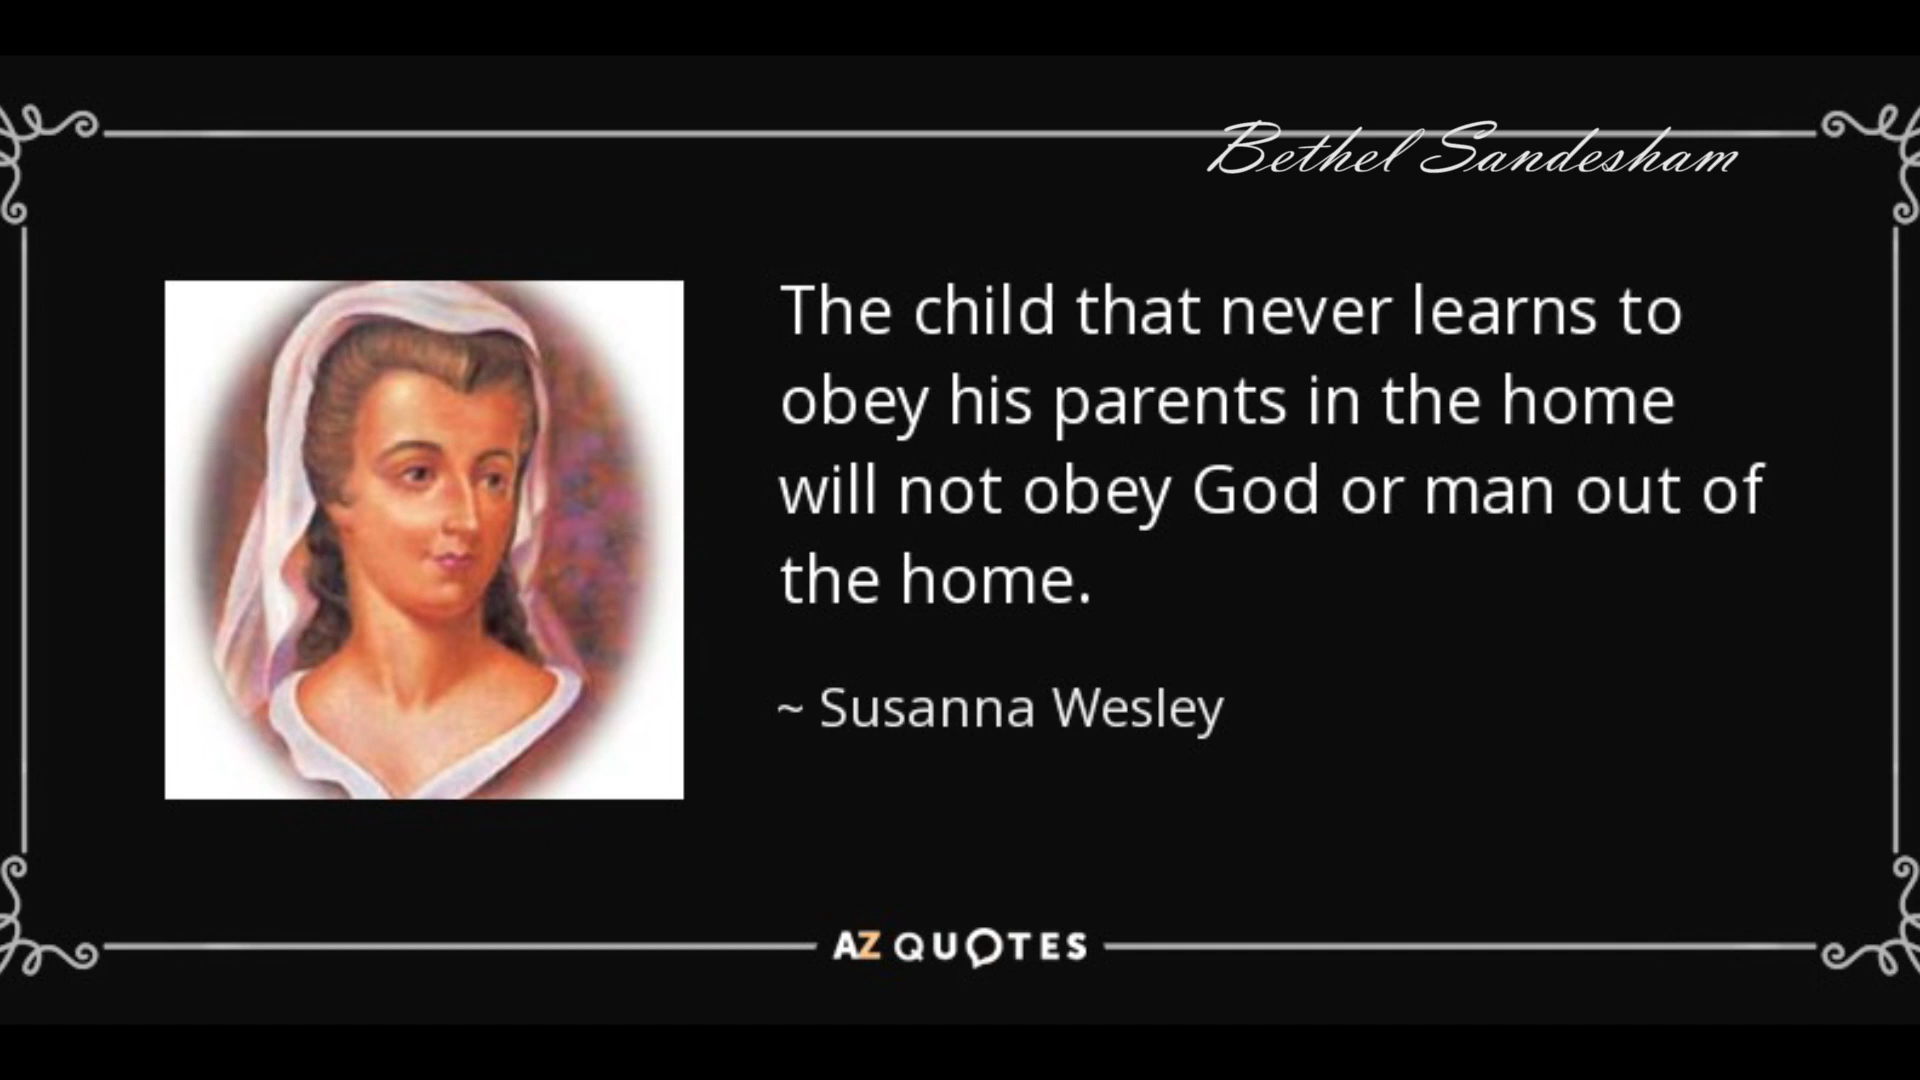 Bethel Sandesham
The child that never learns to
obey his parents in the home
will not obey God or man out of
the home.
~ Susanna Wesley
AZ QUOTES